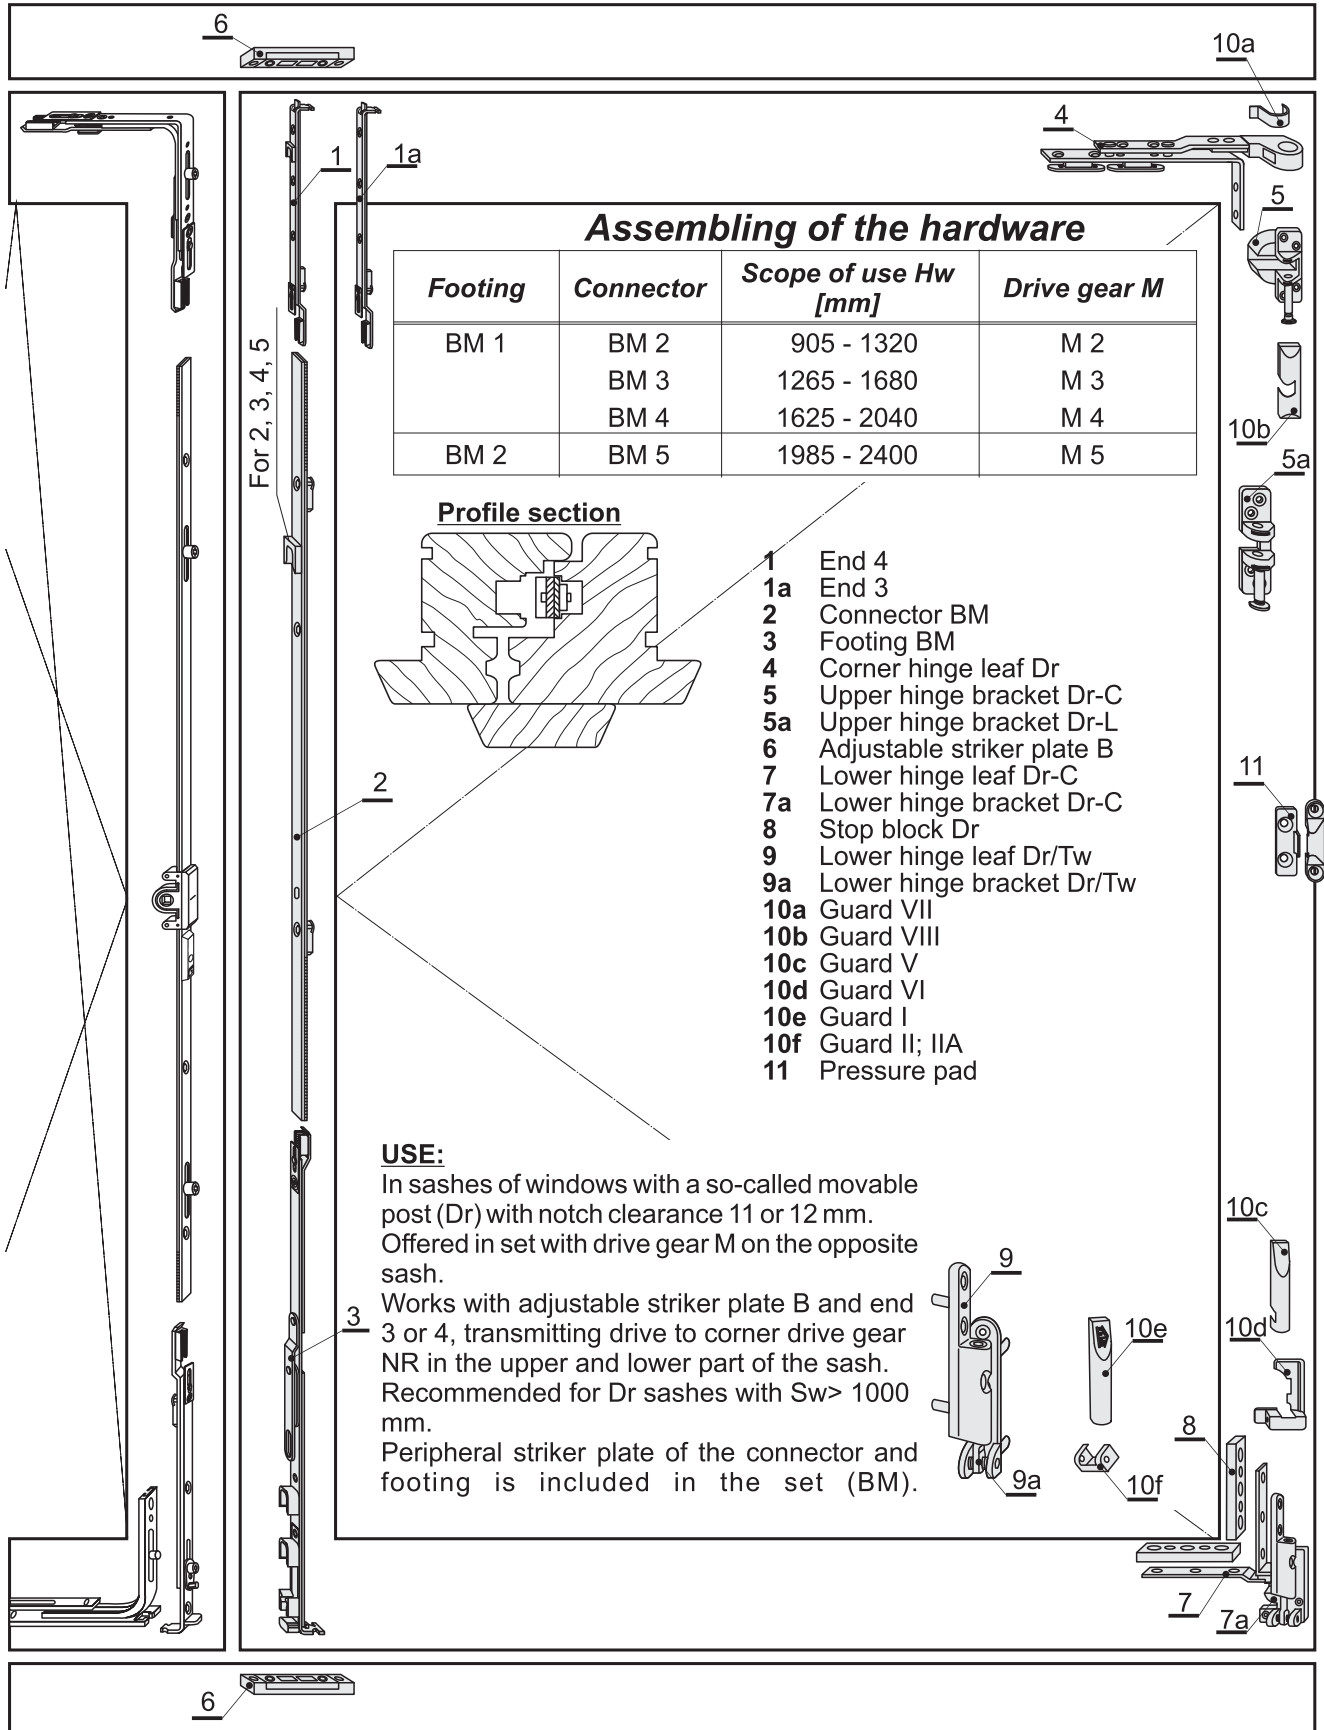 6
10a
4
1
1a
5
Assembling of the hardware
Footing Connector Scope of use Hw [mm] Drive gear M
BM 1 BM 2 905 - 1320 M 2
BM 3 1265 - 1680 M 3
BM 4 1625 - 2040 M 4
BM 2 BM 5 1985 - 2400 M 5
For 2, 3, 4, 5
10b
5a
Profile section
1 End 4
1a End 3
2 Connector BM
3 Footing BM
4 Corner hinge leaf Dr
5 Upper hinge bracket Dr-C
5a Upper hinge bracket Dr-L
6 Adjustable striker plate B
7 Lower hinge leaf Dr-C
7a Lower hinge bracket Dr-C
8 Stop block Dr
9 Lower hinge leaf Dr/Tw
9a Lower hinge bracket Dr/Tw
10a Guard VII
10b Guard VIII
10c Guard V
10d Guard VI
10e Guard I
10f Guard II; IIA
11 Pressure pad
2
11
USE:
In sashes of windows with a so-called movable
post (Dr) with notch clearance 11 or 12 mm.
Offered in set with drive gear M on the opposite
sash.
Works with adjustable striker plate B and end
3 or 4, transmitting drive to corner drive gear
NR in the upper and lower part of the sash.
Recommended for Dr sashes with Sw> 1000
mm.
Peripheral striker plate of the connector and
footing is included in the set (BM).
3
9
9a
10e
10f
10c
10d
8
7
7a
6